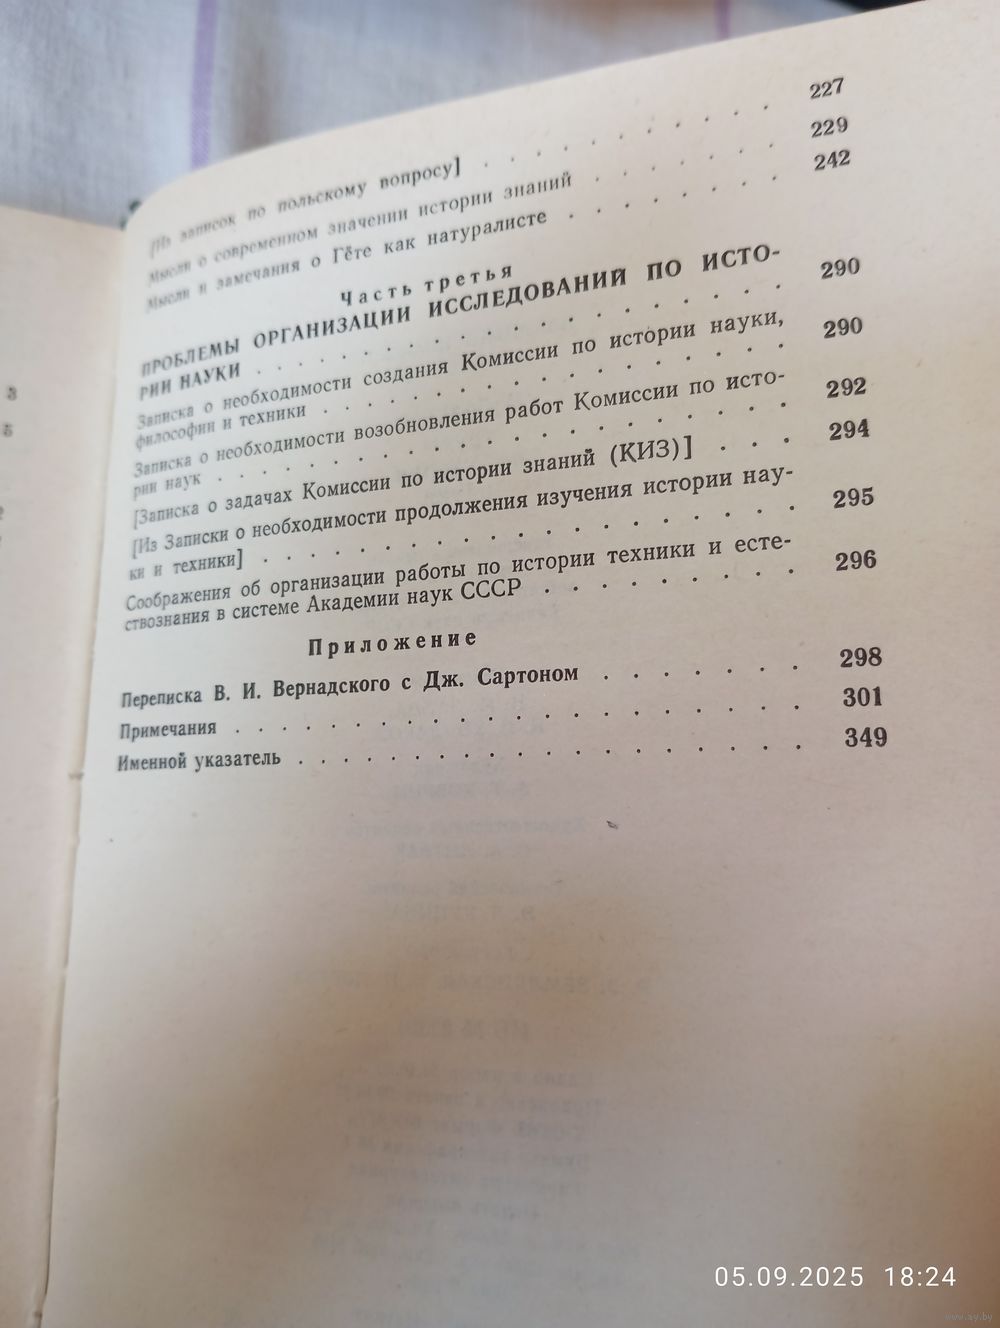 [Из записок по польскому вопросу] . . . . . . . . . . 227
Мысли о современном значении истории знаний . . . . . . . 229
Мысли и замечания о Гёте как натуралисте . . . . . . . . 242
Часть третья
ПРОБЛЕМЫ ОРГАНИЗАЦИИ ИССЛЕДОВАНИЙ ПО ИСТО-
РИИ НАУКИ . . . . . . . . . . . . . . . . . 290
Записка о необходимости создания Комиссии по истории науки,
философии и техники . . . . . . . . . . . . . . . 290
Записка о необходимости возобновления работ Комиссии по исто-
рии наук . . . . . . . . . . . . . . . . . . . 292
[Записка о задачах Комиссии по истории знаний (КИЗ)] . . . 294
[Из Записки о необходимости продолжения изучения истории нау-
ки и техники] . . . . . . . . . . . . . . . . . . 295
Соображения об организации работы по истории техники и есте-
ствознания в системе Академии наук СССР . . . . . . . . 296
Приложение
Переписка В. И. Вернадского с Дж. Сартоном . . . . . . . 298
Примечания . . . . . . . . . . . . . . . . . . . . 301
Именной указатель . . . . . . . . . . . . . . . . . 349
3
5
05.09.2025 18:24
www.ay.by